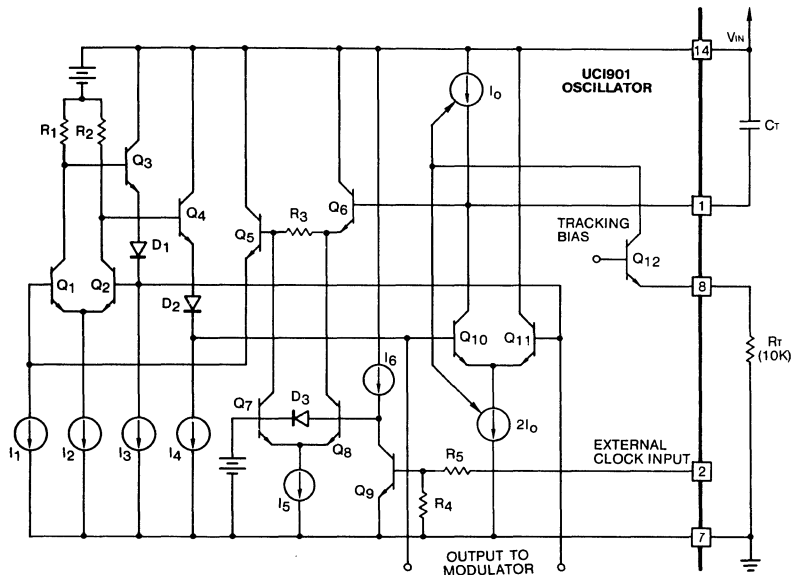 VIN
14
UC1901
OSCILLATOR
IO
CT
R1
R2
Q3
Q4
Q5
R3
Q6
1
TRACKING
BIAS
Q12
8
D1
Q1
Q2
D2
Q10
Q11
RT
(10K)
I6
Q7
D3
Q8
2IO
EXTERNAL
CLOCK INPUT
2
I1
I2
I3
I4
R5
Q9
R4
I5
7
OUTPUT TO
MODULATOR